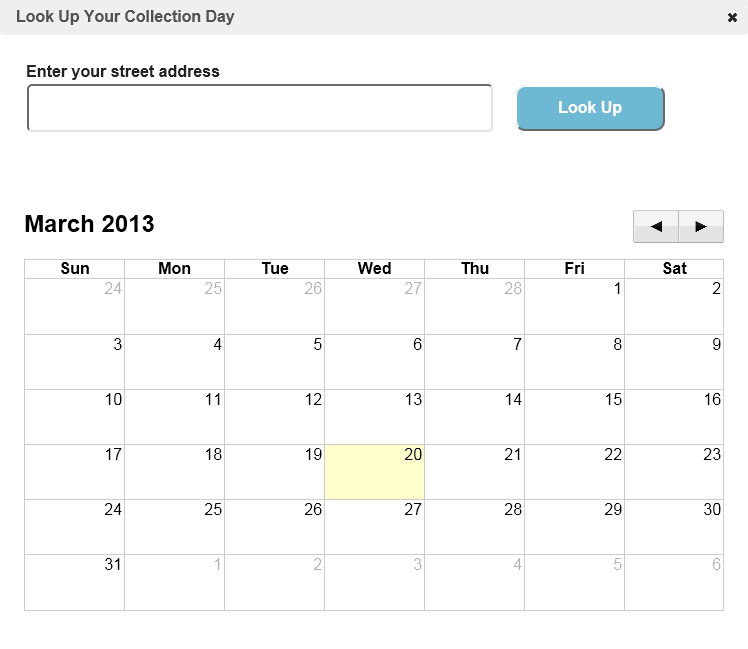 Look Up Your Collection Day ✖
Enter your street address
Look Up
March 2013 ◀ ▶
Sun Mon Tue Wed Thu Fri Sat
24 25 26 27 28 1 2
3 4 5 6 7 8 9
10 11 12 13 14 15 16
17 18 19 20 21 22 23
24 25 26 27 28 29 30
31 1 2 3 4 5 6